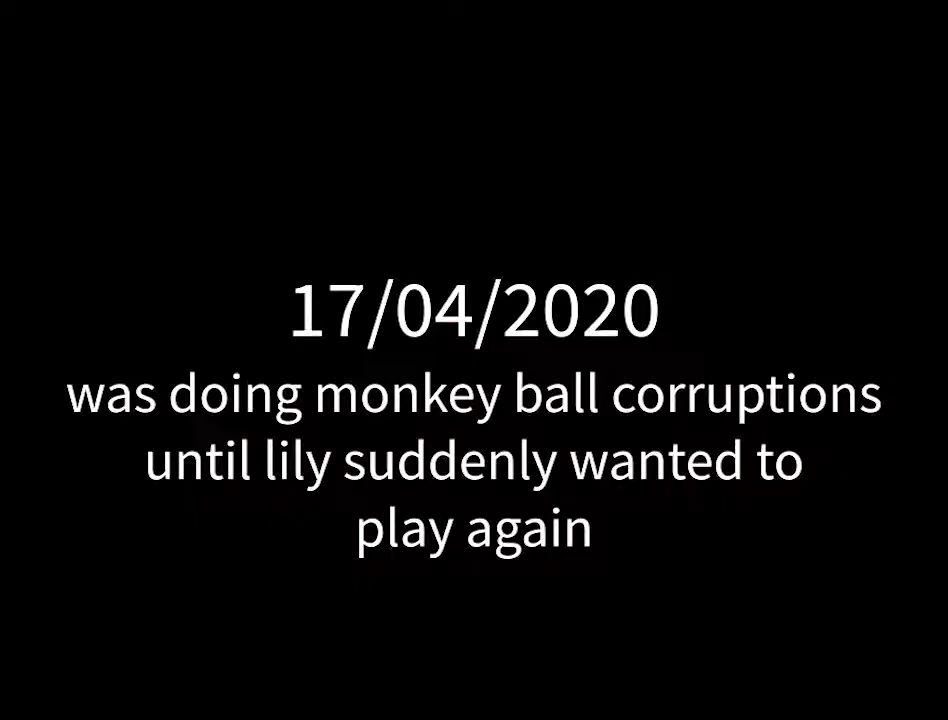 17/04/2020
was doing monkey ball corruptions
until lily suddenly wanted to
play again